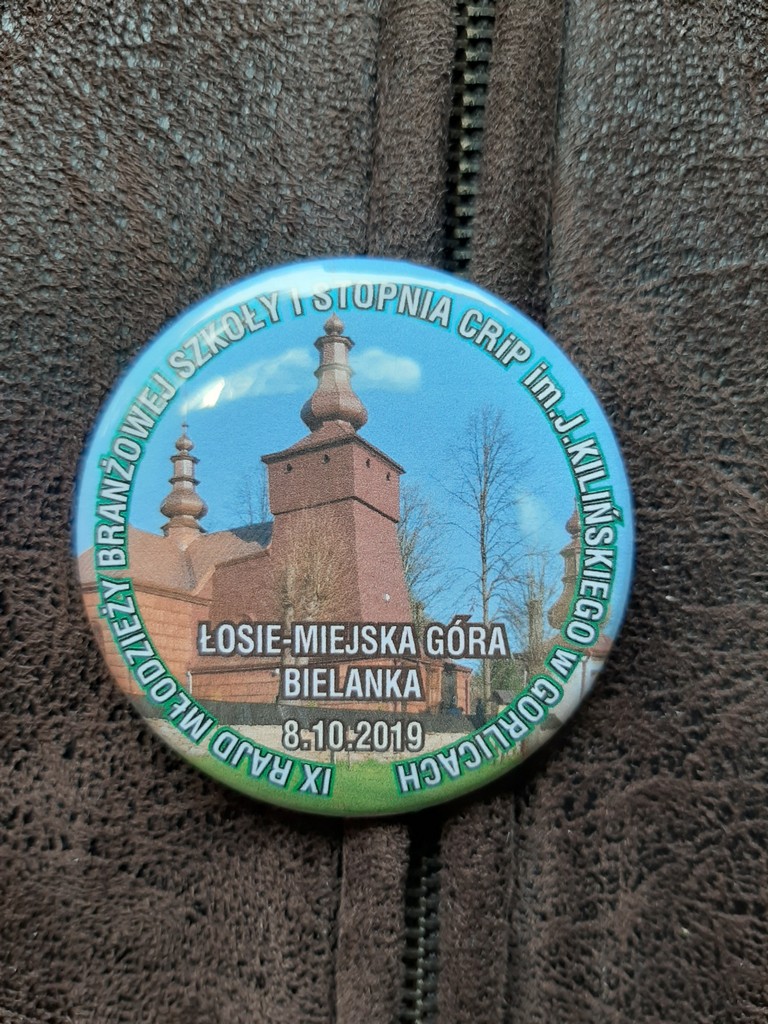 IX RAJD MŁODZIEŻY BRANŻOWEJ SZKOŁY I STOPNIA CRiP im.J.KILIŃSKIEGO W GORLICACH
ŁOSIE-MIEJSKA GÓRA
BIELANKA
8.10.2019